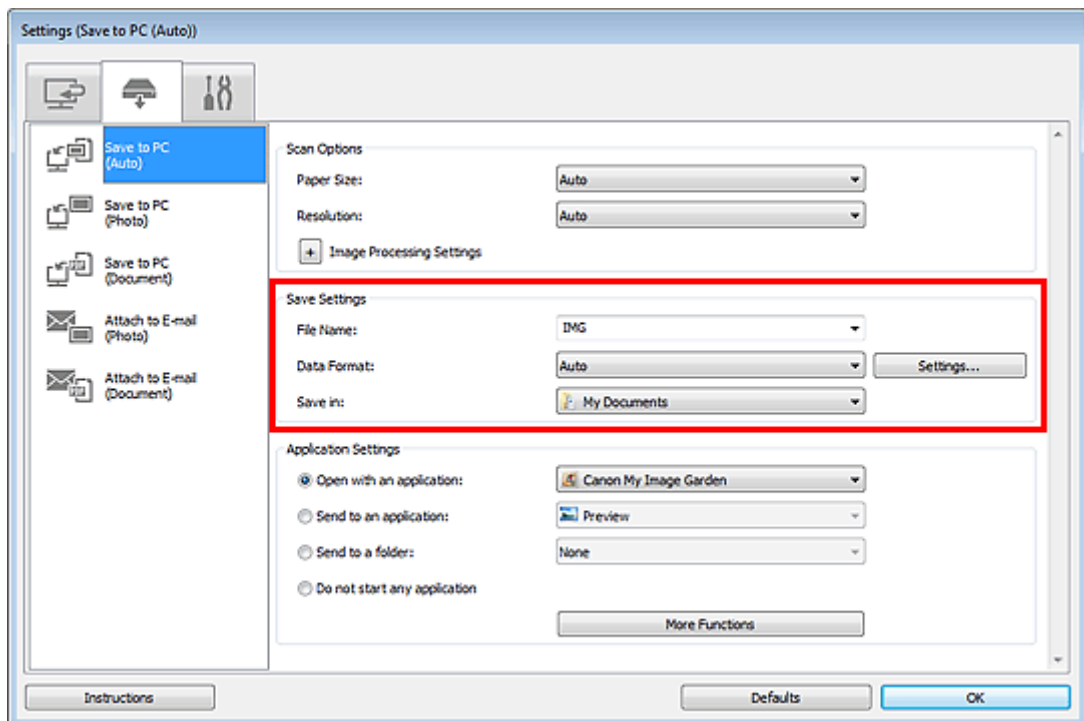 Settings (Save to PC (Auto))
Save to PC
(Auto)
Save to PC
(Photo)
Save to PC
(Document)
Attach to E-mail
(Photo)
Attach to E-mail
(Document)
Scan Options
Paper Size: Auto
Resolution: Auto
+ Image Processing Settings
Save Settings
File Name: IMG
Data Format: Auto Settings...
Save in: My Documents
Application Settings
Open with an application: Canon My Image Garden
Send to an application: Preview
Send to a folder: None
Do not start any application
More Functions
Instructions Defaults OK